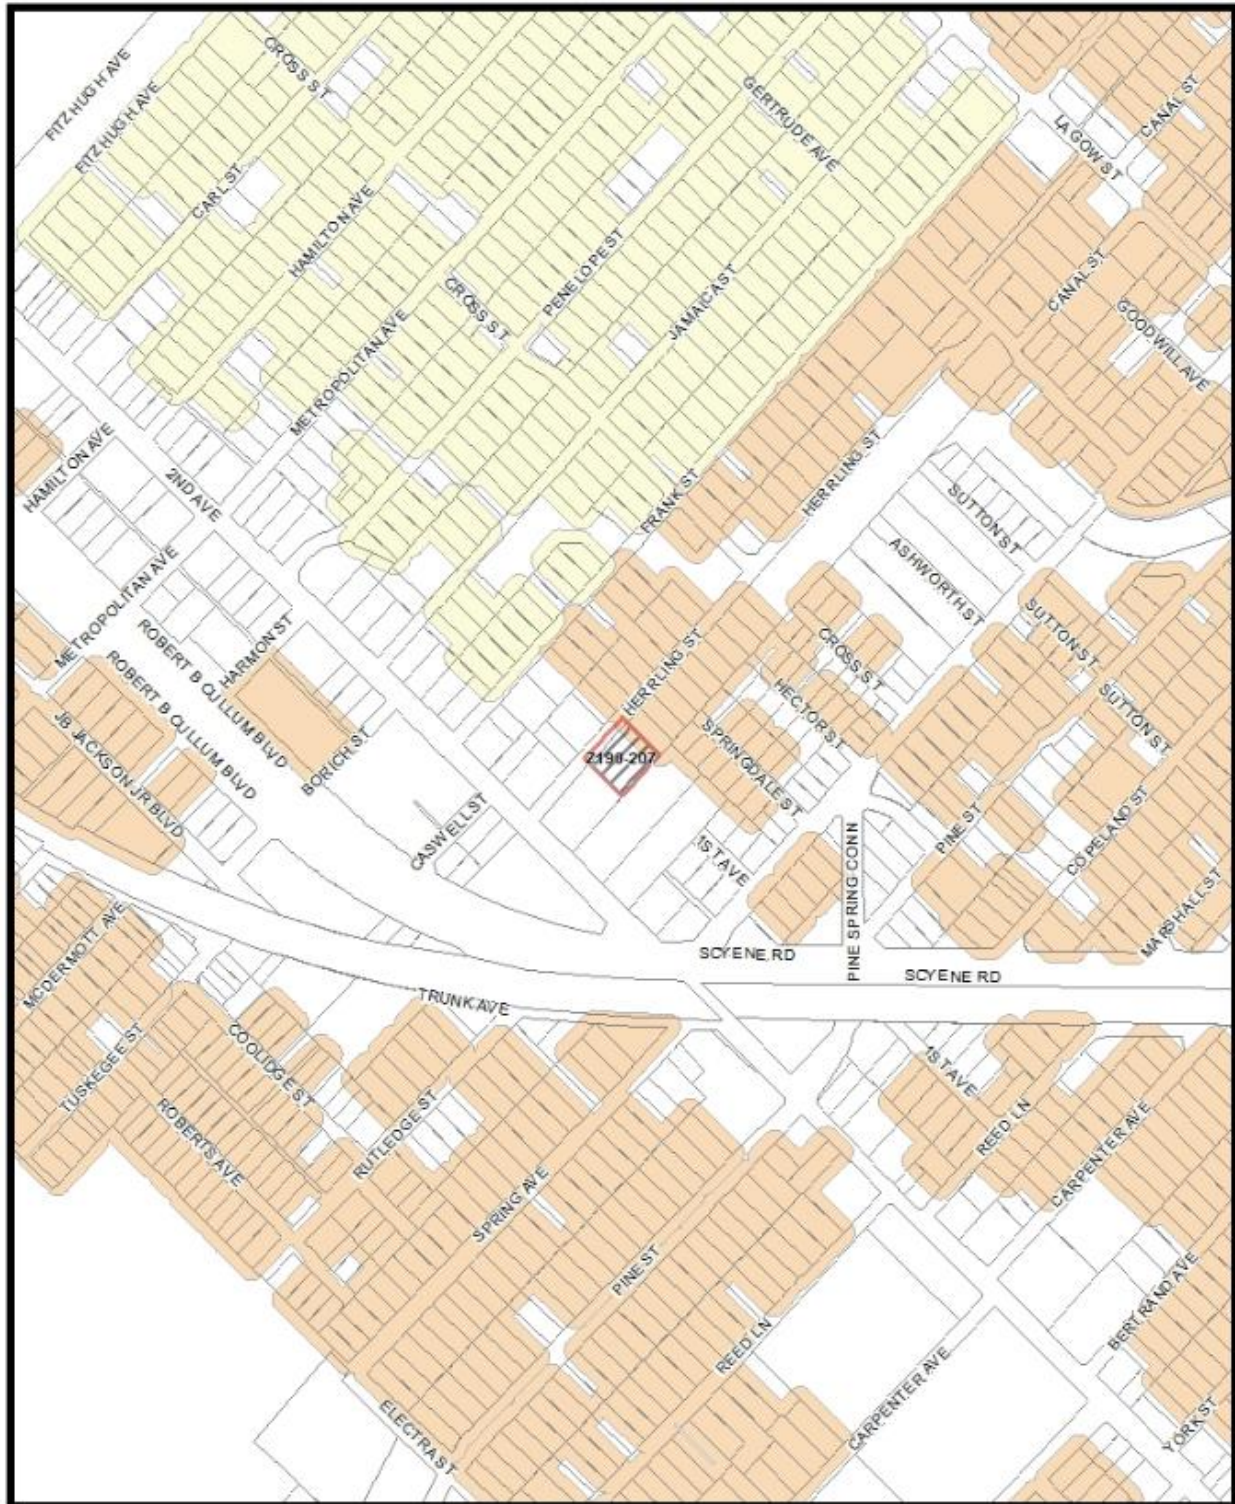 FITZ HUGH AVE
FITZ HUGH AVE
CROSS ST
GERTRUDE AVE
CANAL ST
LAGOW ST
CARL ST
HAMILTON AVE
PENELOPE ST
CROSS ST
JAMAICA ST
CANAL ST
GOODWILL AVE
METROPOLITAN AVE
HAMILTON AVE
2ND AVE
FRANK ST
HERRLING ST
SUTTON ST
ASHWORTH ST
METROPOLITAN AVE
HARMON ST
ROBERT B CULLUM BLVD
ROBERT B CULLUM BLVD
HERRLING ST
CROSS ST
SUTTON ST
HECTOR ST
SUTTON ST
SPRINGDALE ST
JB JACKSON JR BLVD
BORICH ST
Z190-207
CASWELL ST
1ST AVE
PINE ST
COPELAND ST
PINE SPRING CONN
MARSHALL ST
SCYENE RD
SCYENE RD
MCDERMOTT AVE
TRUNK AVE
TUSKEGEE ST
COOLIDGE ST
1ST AVE
ROBERTS AVE
RUTLEDGE ST
REED LN
CARPENTER AVE
SPRING AVE
PINE ST
REED LN
BERTRAND AVE
CARPENTER AVE
ELECTRA ST
YORK ST